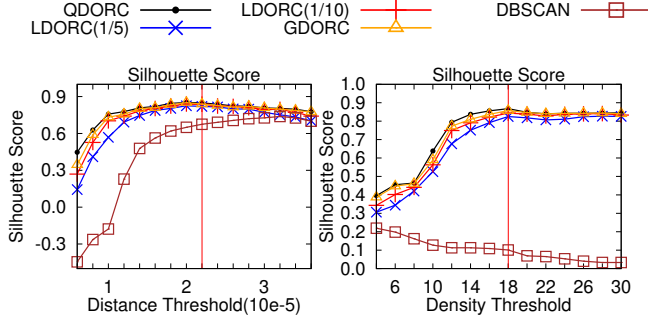 QDORC
LDORC(1/10)
DBSCAN
LDORC(1/5)
GDORC
Silhouette Score
Silhouette Score
0.9
0.6
0.3
0.0
-0.3
1
2
3
Distance Threshold(10e-5)
Silhouette Score
Silhouette Score
1.0
0.9
0.8
0.7
0.6
0.5
0.4
0.3
0.2
0.1
0.0
6
10
14
18
22
26
30
Density Threshold